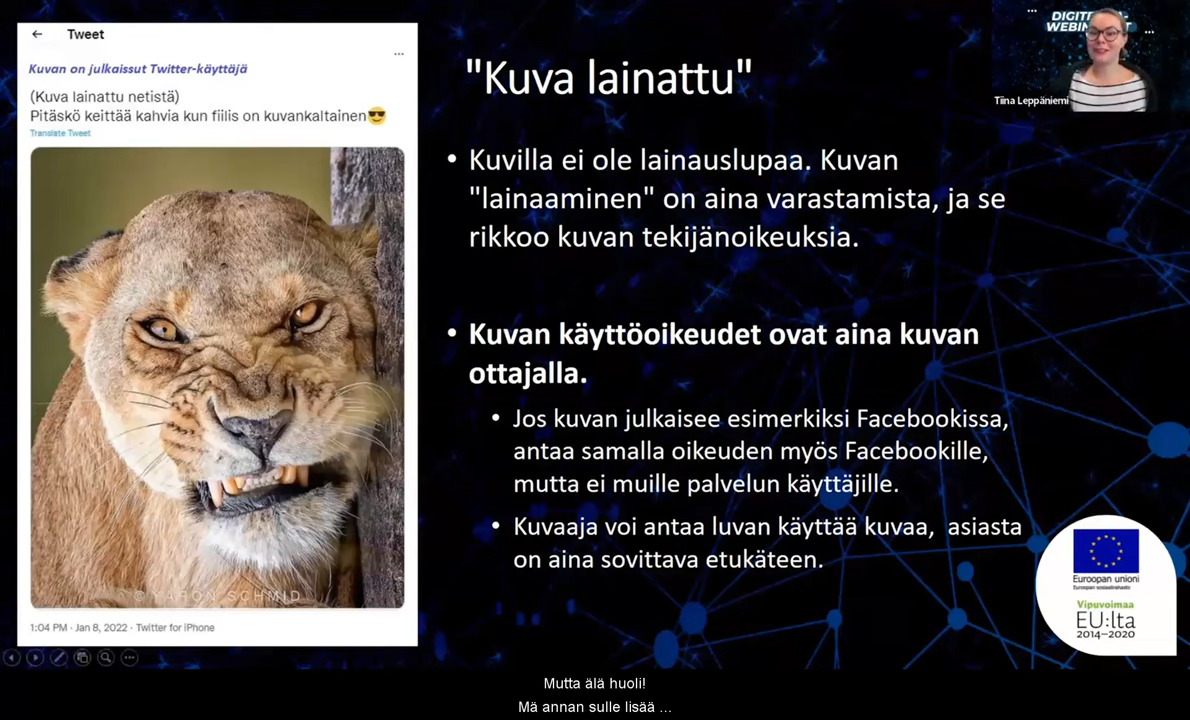 Tweet
Kuvan on julkaissut Twitter-käyttäjä
(Kuva lainattu netistä)
Pitäskö keittää kahvia kun fiilis on kuvankaltainen😎
Translate Tweet
© YARON SCHMID
1:04 PM · Jan 8, 2022 · Twitter for iPhone
"Kuva lainattu"
• Kuvilla ei ole lainauslupaa. Kuvan
"lainaaminen" on aina varastamista, ja se
rikkoo kuvan tekijänoikeuksia.
• Kuvan käyttöoikeudet ovat aina kuvan
ottajalla.
• Jos kuvan julkaisee esimerkiksi Facebookissa,
antaa samalla oikeuden myös Facebookille,
mutta ei muille palvelun käyttäjille.
• Kuvaaja voi antaa luvan käyttää kuvaa, asiasta
on aina sovittava etukäteen.
Tiina Leppäniemi
Euroopan unioni
Euroopan sosiaalirahasto
Vipuvoimaa
EU:lta
2014–2020
Mutta älä huoli!
Mä annan sulle lisää ...